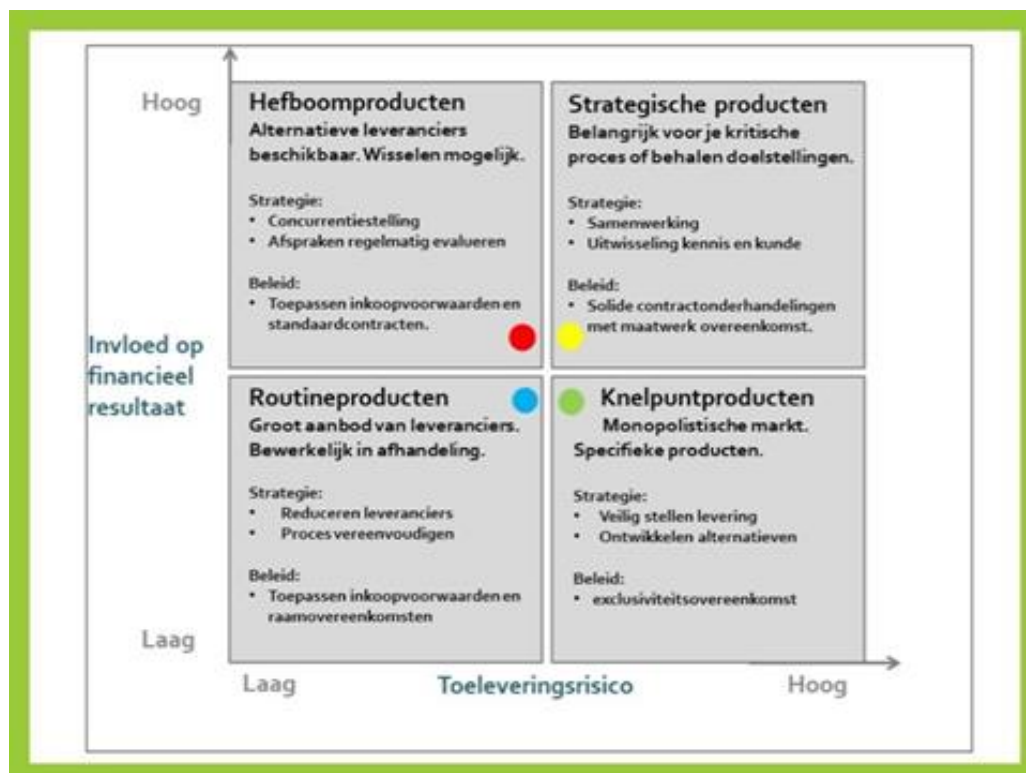 Hoog
Hefboomproducten
Alternatieve leveranciers
beschikbaar. Wisselen mogelijk.
Strategie:
• Concurrentiestelling
• Afspraken regelmatig evalueren
Beleid:
• Toepassen inkoopvoorwaarden en
standaardcontracten.
Strategische producten
Belangrijk voor je kritische
proces of behalen doelstellingen.
Strategie:
• Samenwerking
• Uitwisseling kennis en kunde
Beleid:
• Solide contractonderhandelingen
met maatwerk overeenkomst.
Invloed op
financieel
resultaat
Routineproducten
Groot aanbod van leveranciers.
Bewerkelijk in afhandeling.
Strategie:
• Reduceren leveranciers
• Proces vereenvoudigen
Beleid:
• Toepassen inkoopvoorwaarden en
raamovereenkomsten
Knelpuntproducten
Monopolistische markt.
Specifieke producten.
Strategie:
• Veilig stellen levering
• Ontwikkelen alternatieven
Beleid:
• exclusiviteitsovereenkomst
Laag
Laag
Toeleveringsrisico
Hoog